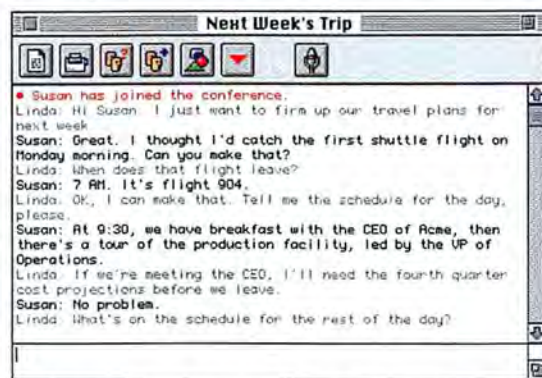 Next Week's Trip
• Susan has joined the conference.
Linda: Hi Susan. I just want to firm up our travel plans for
next week
Susan: Great. I thought I'd catch the first shuttle flight on
Monday morning. Can you make that?
Linda: When does that flight leave?
Susan: 7 AM. It's flight 904.
Linda: OK, I can make that. Tell me the schedule for the day,
please.
Susan: At 9:30, we have breakfast with the CEO of Acme, then
there's a tour of the production facility, led by the VP of
Operations.
Linda: If we're meeting the CEO, I'll need the fourth quarter
cost projections before we leave.
Susan: No problem.
Linda: What's on the schedule for the rest of the day?